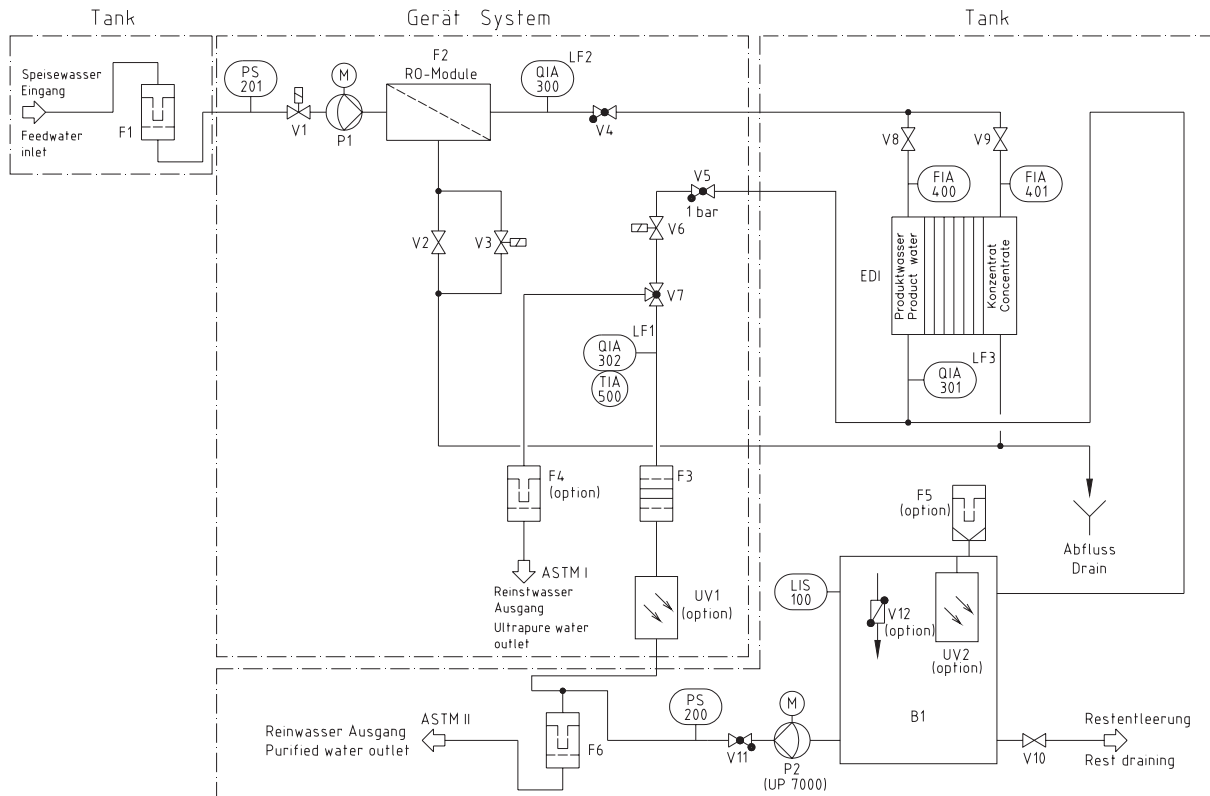 Tank
Gerät System
Tank
Speisewasser
Eingang
Feedwater
inlet
F1
PS
201
V1
M
P1
F2
RO-Module
QIA
300
LF2
V4
V8
V9
FIA
400
FIA
401
V2
V3
V5
1 bar
V6
V7
EDI
Produktwasser
Product water
Konzentrat
Concentrate
LF1
QIA
302
TIA
500
QIA
301
LF3
F4
(option)
F3
F5
(option)
Abfluss
Drain
ASTM I
Reinstwasser
Ausgang
Ultrapure water
outlet
UV1
(option)
LIS
100
V12
(option)
UV2
(option)
B1
Reinwasser Ausgang
Purified water outlet
ASTM II
F6
PS
200
V11
M
P2
(UP 7000)
V10
Restentleerung
Rest draining